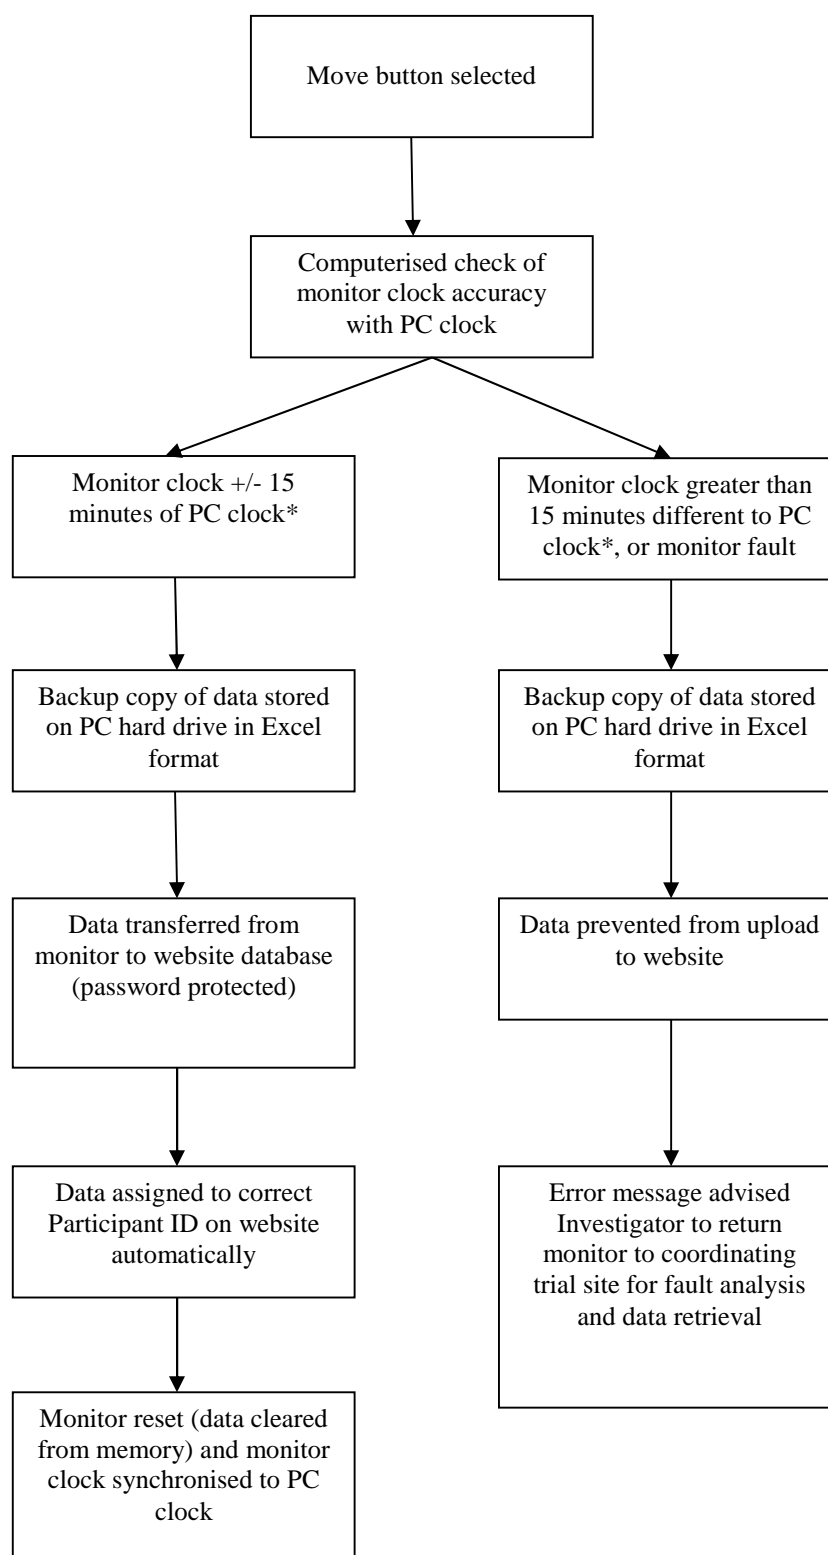 Move button selected
Computerised check of
monitor clock accuracy
with PC clock
Monitor clock +/- 15
minutes of PC clock*
Monitor clock greater than
15 minutes different to PC
clock*, or monitor fault
Backup copy of data stored
on PC hard drive in Excel
format
Backup copy of data stored
on PC hard drive in Excel
format
Data transferred from
monitor to website database
(password protected)
Data prevented from upload
to website
Data assigned to correct
Participant ID on website
automatically
Error message advised
Investigator to return
monitor to coordinating
trial site for fault analysis
and data retrieval
Monitor reset (data cleared
from memory) and monitor
clock synchronised to PC
clock